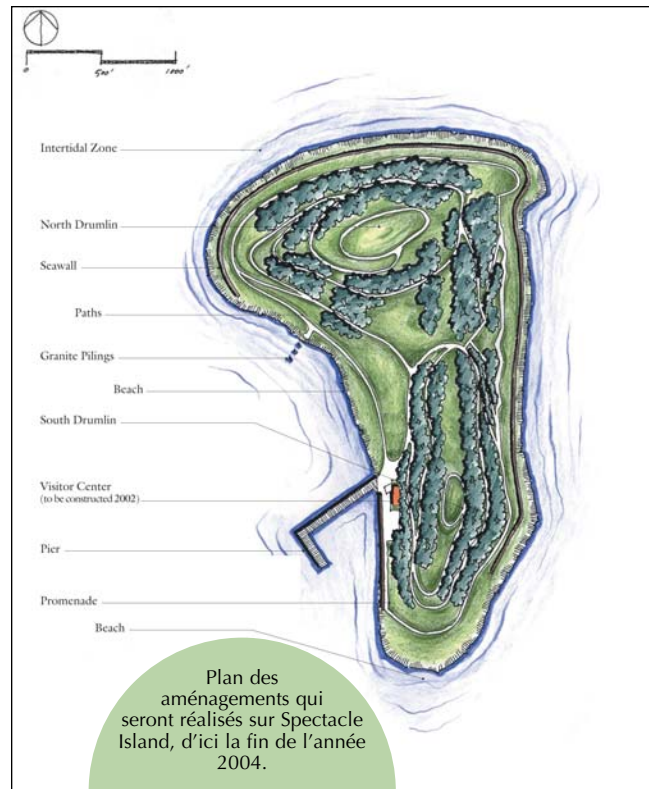 0 500' 1000'
Intertidal Zone
North Drumlin
Seawall
Paths
Granite Pilings
Beach
South Drumlin
Visitor Center
(to be constructed 2002)
Pier
Promenade
Beach
Plan des
aménagements qui
seront réalisés sur Spectacle
Island, d'ici la fin de l'année
2004.